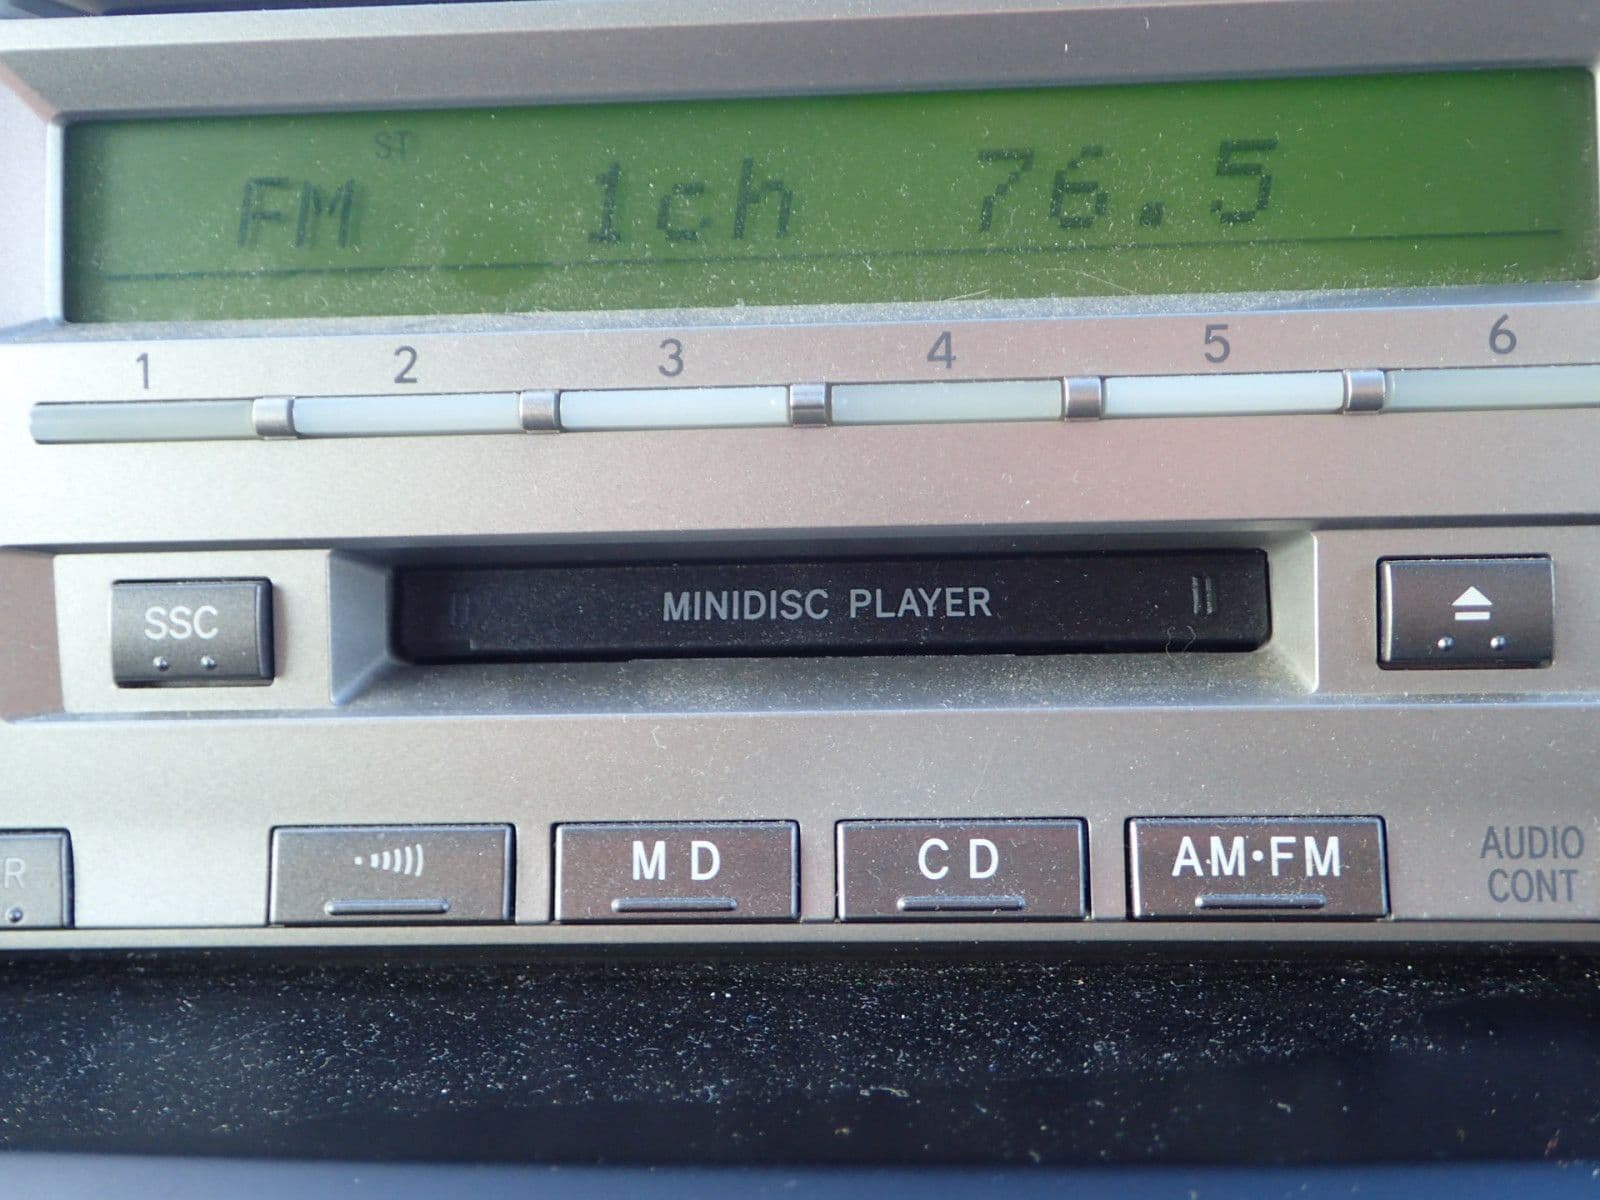 ST
FM 1ch 76.5
1 2 3 4 5 6
SSC MINIDISC PLAYER
R MD CD AM•FM AUDIO
CONT